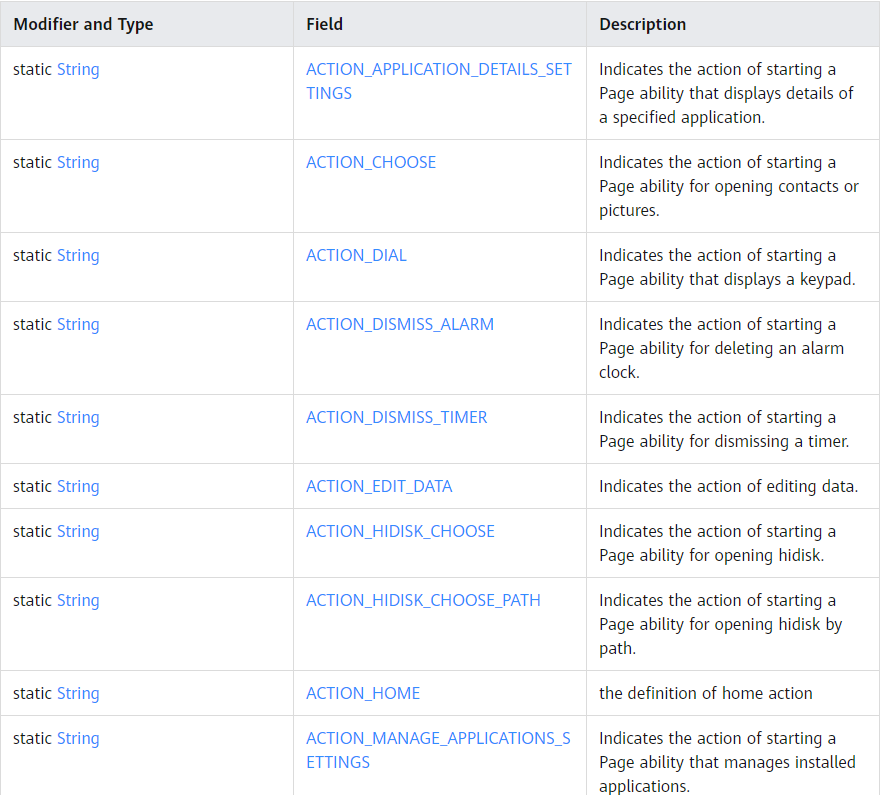 Modifier and Type Field Description
static String ACTION_APPLICATION_DETAILS_SET Indicates the action of starting a
TINGS Page ability that displays details of
a specified application.
static String ACTION_CHOOSE Indicates the action of starting a
Page ability for opening contacts or
pictures.
static String ACTION_DIAL Indicates the action of starting a
Page ability that displays a keypad.
static String ACTION_DISMISS_ALARM Indicates the action of starting a
Page ability for deleting an alarm
clock.
static String ACTION_DISMISS_TIMER Indicates the action of starting a
Page ability for dismissing a timer.
static String ACTION_EDIT_DATA Indicates the action of editing data.
static String ACTION_HIDISK_CHOOSE Indicates the action of starting a
Page ability for opening hidisk.
static String ACTION_HIDISK_CHOOSE_PATH Indicates the action of starting a
Page ability for opening hidisk by
path.
static String ACTION_HOME the definition of home action
static String ACTION_MANAGE_APPLICATIONS_S Indicates the action of starting a
ETTINGS Page ability that manages installed
applications.